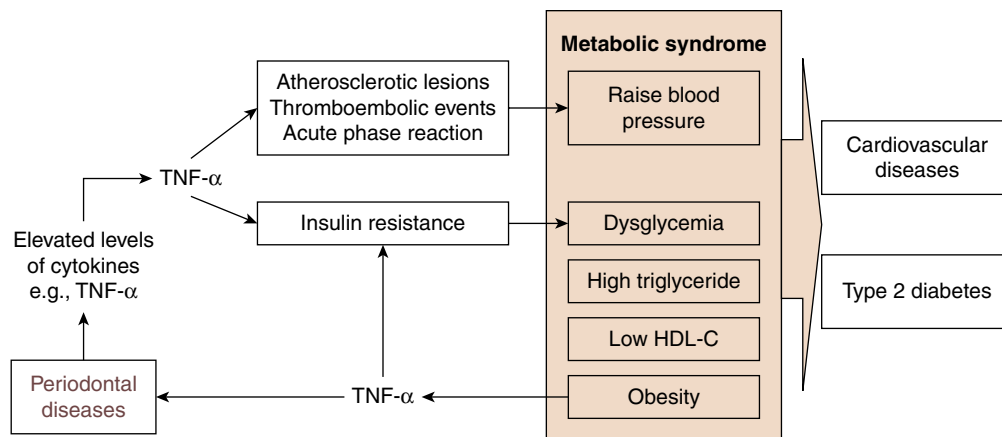 Metabolic syndrome
Atherosclerotic lesions
Thromboembolic events
Acute phase reaction
Raise blood
pressure
Cardiovascular
diseases
TNF-α
Insulin resistance
Dysglycemia
Elevated levels
of cytokines
e.g., TNF-α
High triglyceride
Type 2 diabetes
Low HDL-C
Periodontal
diseases
TNF-α
Obesity